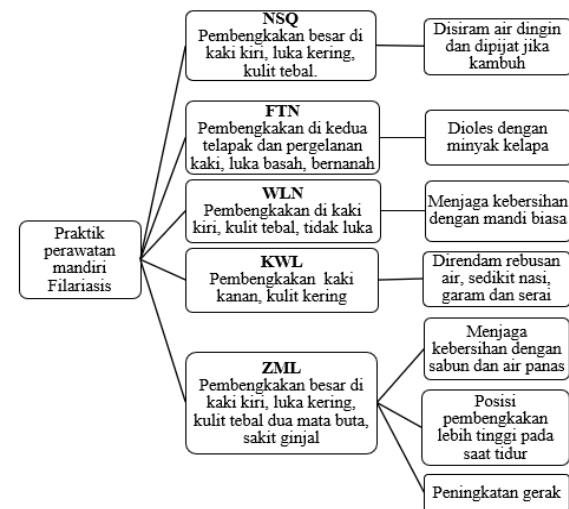 Praktik
perawatan
mandiri
Filariasis
NSQ
Pembengkakan besar di
kaki kiri, luka kering,
kulit tebal.
Disiram air dingin
dan dipijat jika
kambuh
FTN
Pembengkakan di kedua
telapak dan pergelanan
kaki, luka basah, bernanah
Dioles dengan
minyak kelapa
WLN
Pembengkakan di kaki
kiri, kulit tebal, tidak luka
Menjaga kebersihan
dengan mandi biasa
KWL
Pembengkakan kaki
kanan, kulit kering
Direndam rebusan
air, sedikit nasi,
garam dan serai
ZML
Pembengkakan besar di
kaki kiri, luka kering,
kulit tebal dua mata buta,
sakit ginjal
Menjaga
kebersihan dengan
sabun dan air panas
Posisi
pembengkakan
lebih tinggi pada
saat tidur
Peningkatan gerak